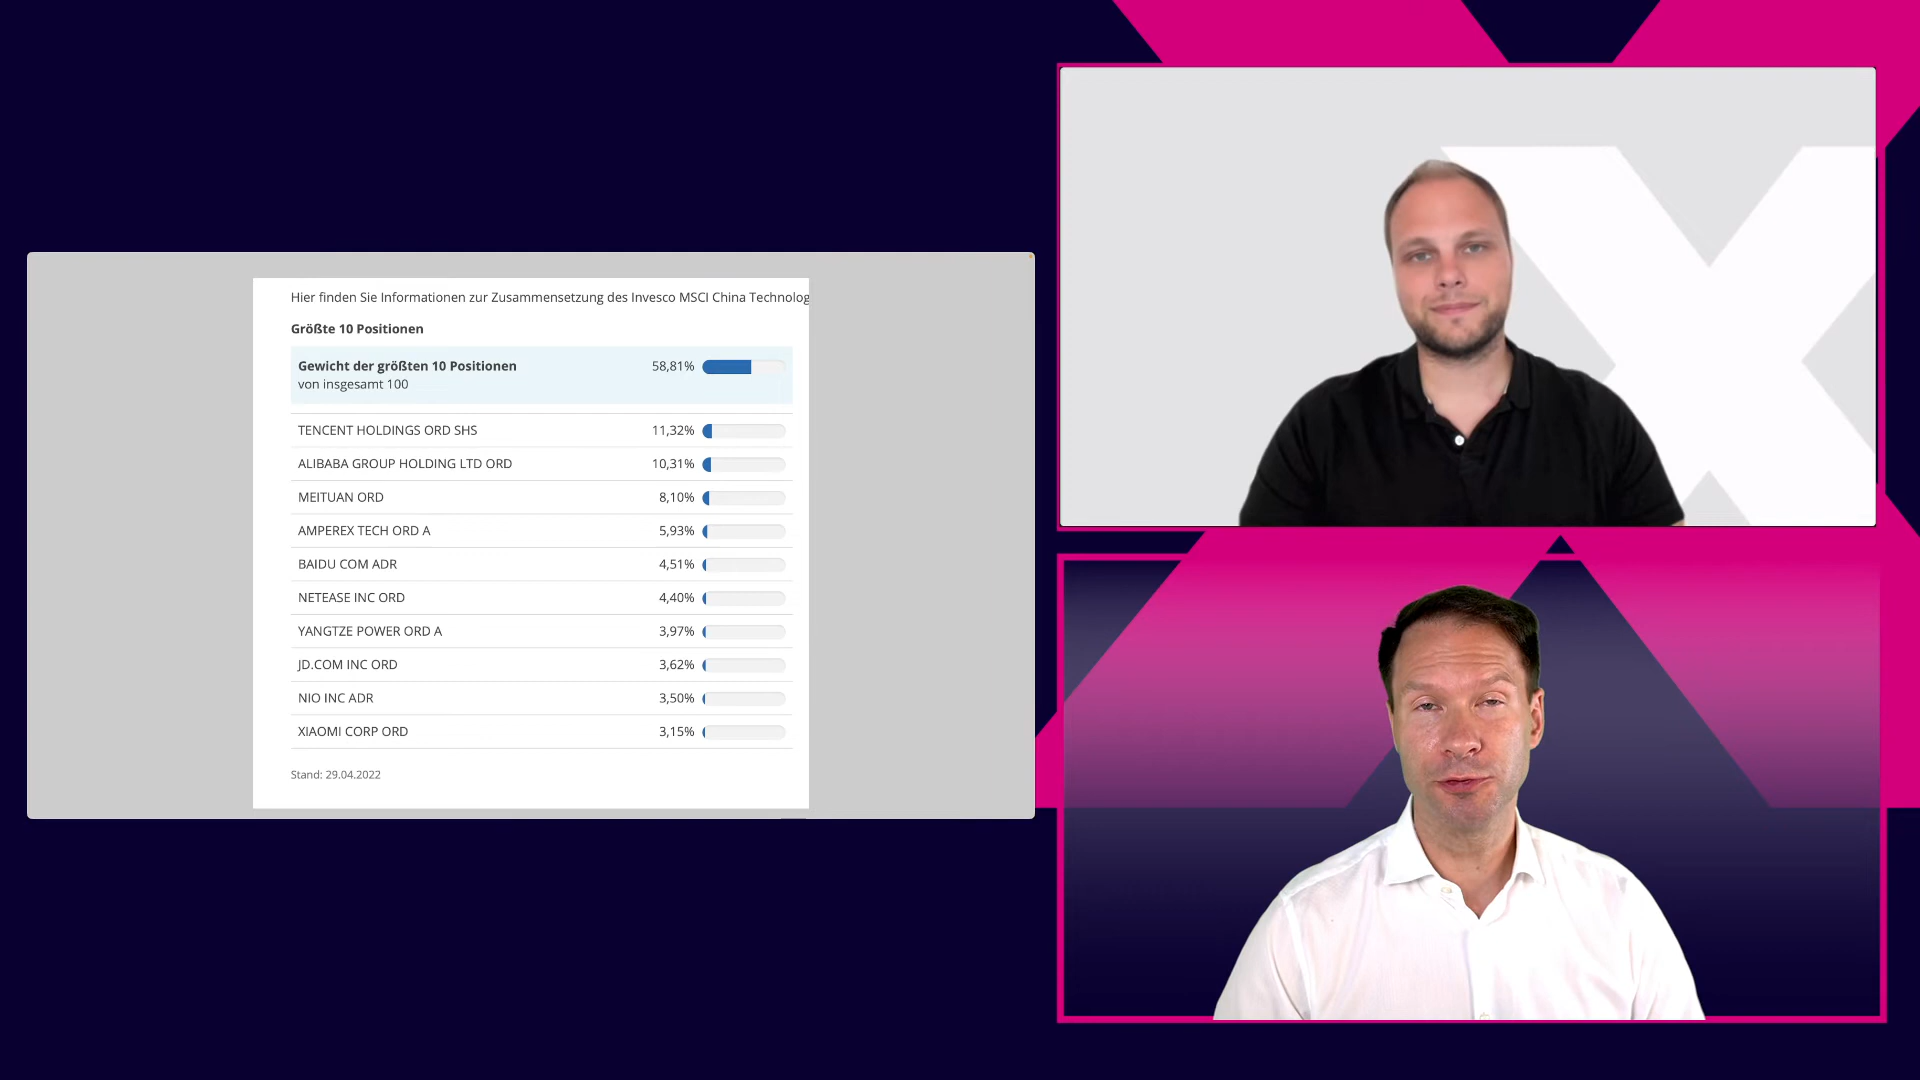 Hier finden Sie Informationen zur Zusammensetzung des Invesco MSCI China Technolog
Größte 10 Positionen
Gewicht der größten 10 Positionen 58,81%
von insgesamt 100
TENCENT HOLDINGS ORD SHS 11,32%
ALIBABA GROUP HOLDING LTD ORD 10,31%
MEITUAN ORD 8,10%
AMPEREX TECH ORD A 5,93%
BAIDU COM ADR 4,51%
NETEASE INC ORD 4,40%
YANGTZE POWER ORD A 3,97%
JD.COM INC ORD 3,62%
NIO INC ADR 3,50%
XIAOMI CORP ORD 3,15%
Stand: 29.04.2022